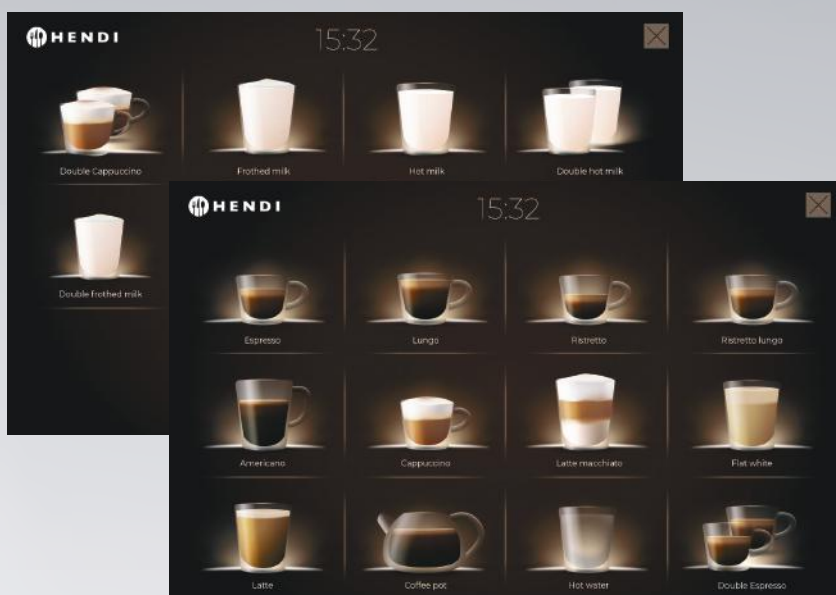 HENDI
15:32
Double Cappuccino
Frothed milk
Hot milk
Double hot milk
Double frothed milk
HENDI
15:32
Espresso
Lungo
Ristretto
Ristretto lungo
Americano
Cappuccino
Latte macchiato
Flat white
Latte
Coffee pot
Hot water
Double Espresso